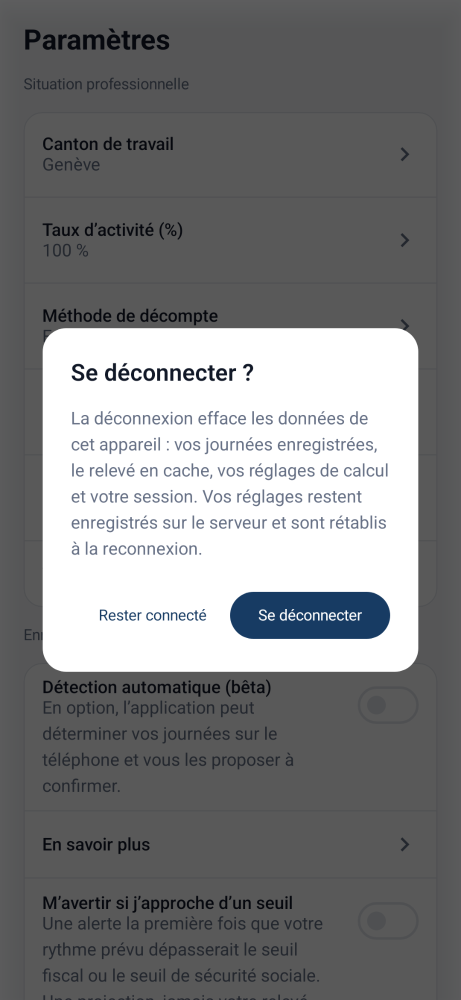 Paramètres
Situation professionnelle
Canton de travail
Genève
Taux d’activité (%)
100 %
Méthode de décompte
Se déconnecter ?
La déconnexion efface les données de
cet appareil : vos journées enregistrées,
le relevé en cache, vos réglages de calcul
et votre session. Vos réglages restent
enregistrés sur le serveur et sont rétablis
à la reconnexion.
Rester connecté
Se déconnecter
Détection automatique (bêta)
En option, l’application peut
déterminer vos journées sur le
téléphone et vous les proposer à
confirmer.
En savoir plus
M’avertir si j’approche d’un seuil
Une alerte la première fois que votre
rythme prévu dépasserait le seuil
fiscal ou le seuil de sécurité sociale.
Une projection, jamais votre relevé